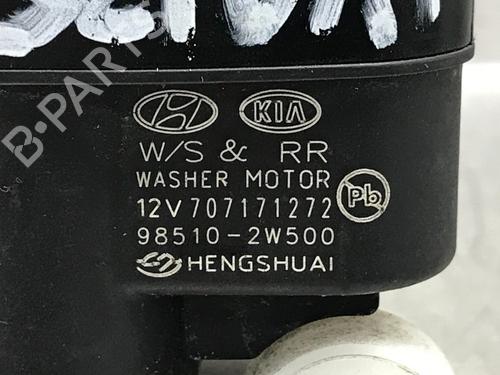 B-PARTS
KIA
W/S & RR
WASHER MOTOR
12V 707171272
Pb
98510-2W500
HENGSHUAI